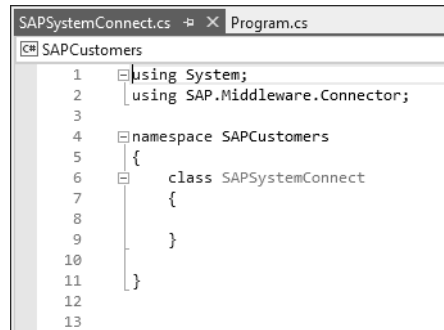 SAPSystemConnect.cs Program.cs
C# SAPCustomers
1 using System;
2 using SAP.Middleware.Connector;
3
4 namespace SAPCustomers
5 {
6 class SAPSystemConnect
7 {
8
9 }
10
11 }
12
13